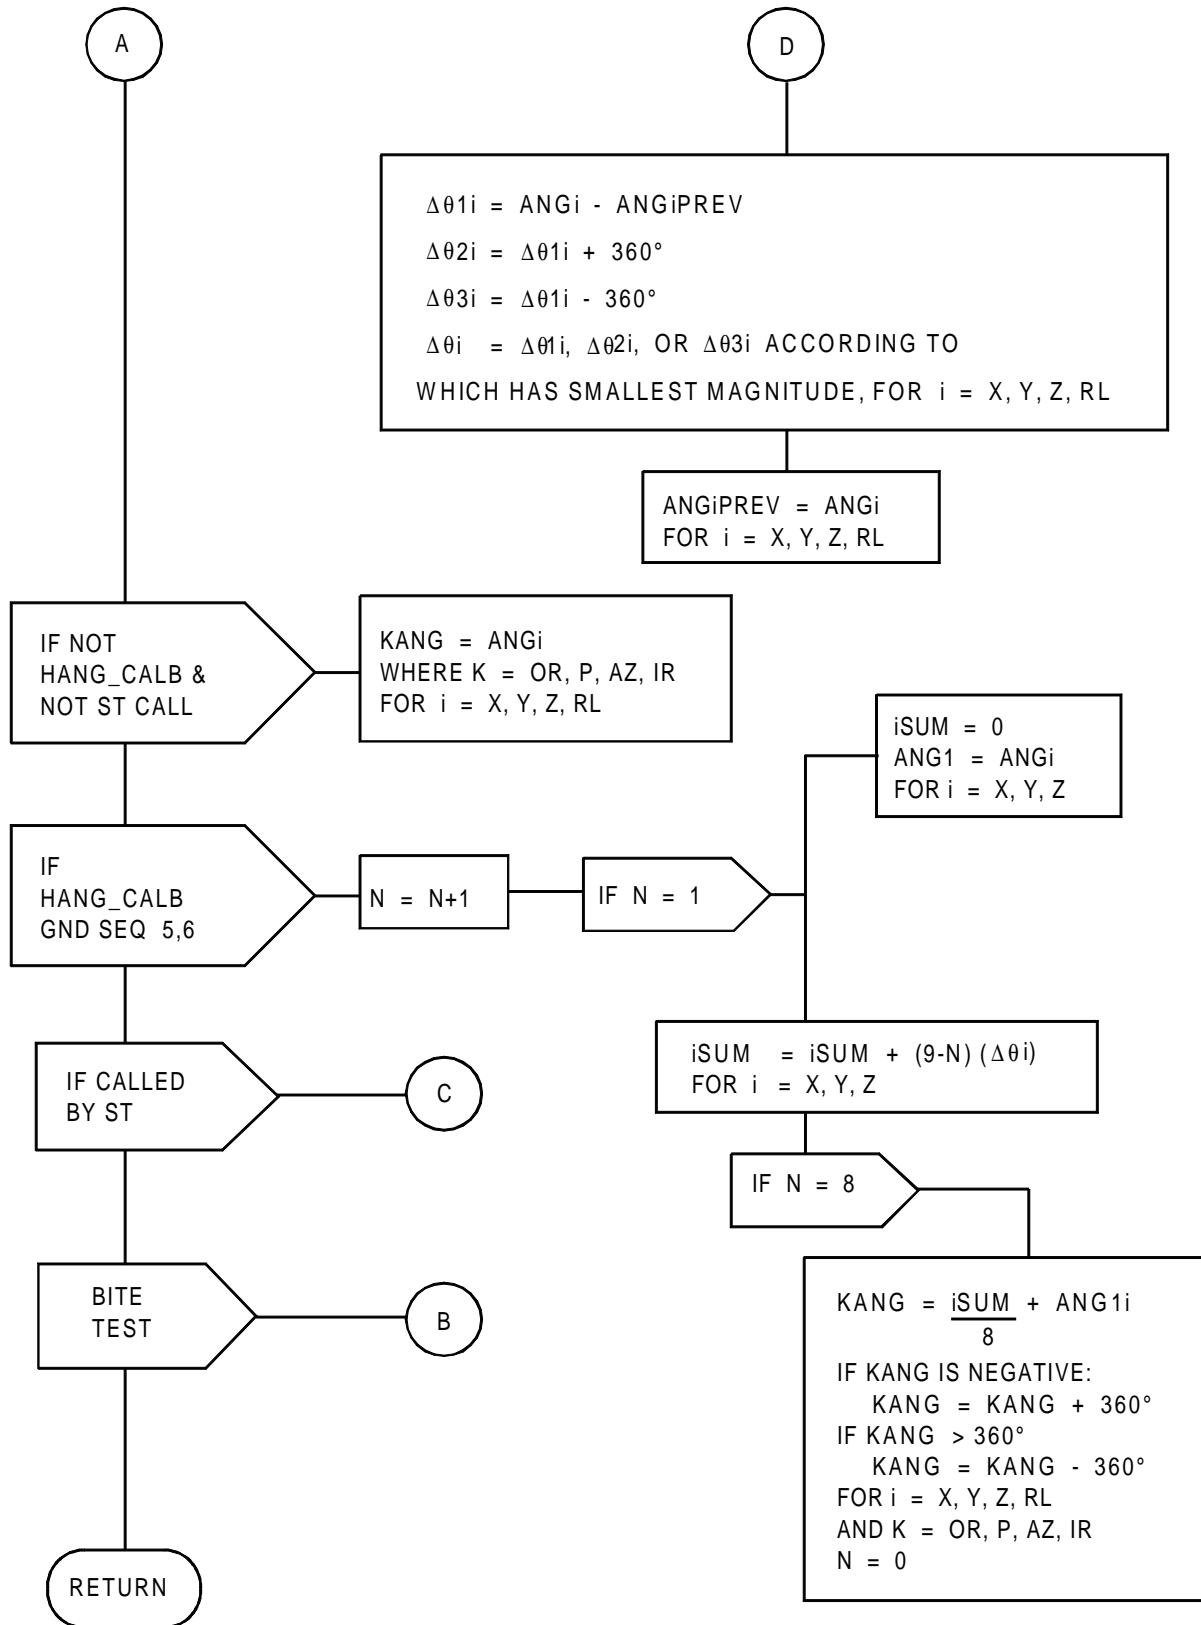 A
D
Δθ1i = ANGi - ANGiPREV
Δθ2i = Δθ1i + 360°
Δθ3i = Δθ1i - 360°
Δθi = Δθ1i, Δθ2i, OR Δθ3i ACCORDING TO
WHICH HAS SMALLEST MAGNITUDE, FOR i = X, Y, Z, RL
ANGiPREV = ANGi
FOR i = X, Y, Z, RL
IF NOT
HANG_CALB &
NOT ST CALL
KANG = ANGi
WHERE K = OR, P, AZ, IR
FOR i = X, Y, Z, RL
iSUM = 0
ANG1 = ANGi
FOR i = X, Y, Z
IF
HANG_CALB
GND SEQ 5,6
N = N+1
IF N = 1
iSUM = iSUM + (9-N) (Δθi)
FOR i = X, Y, Z
IF CALLED
BY ST
C
IF N = 8
BITE
TEST
B
KANG = iSUM + ANG1i
8
IF KANG IS NEGATIVE:
KANG = KANG + 360°
IF KANG > 360°
KANG = KANG - 360°
FOR i = X, Y, Z, RL
AND K = OR, P, AZ, IR
N = 0
RETURN